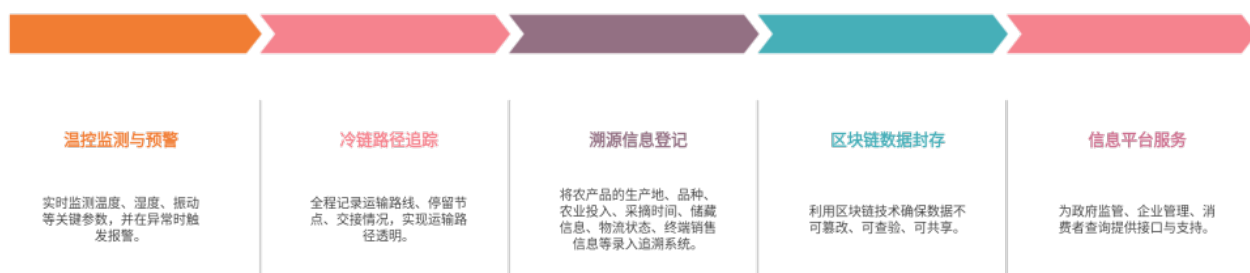 温控监测与预警
实时监测温度、湿度、振动
等关键参数，并在异常时触
发报警。
冷链路径追踪
全程记录运输路线、停留节
点、交接情况，实现运输路
径透明。
溯源信息登记
将农产品的生产地、品种、
农业投入、采摘时间、储藏
信息、物流状态、终端销售
信息等录入追溯系统。
区块链数据封存
利用区块链技术确保数据不
可篡改、可查验、可共享。
信息平台服务
为政府监管、企业管理、消
费者查询提供接口与支持。